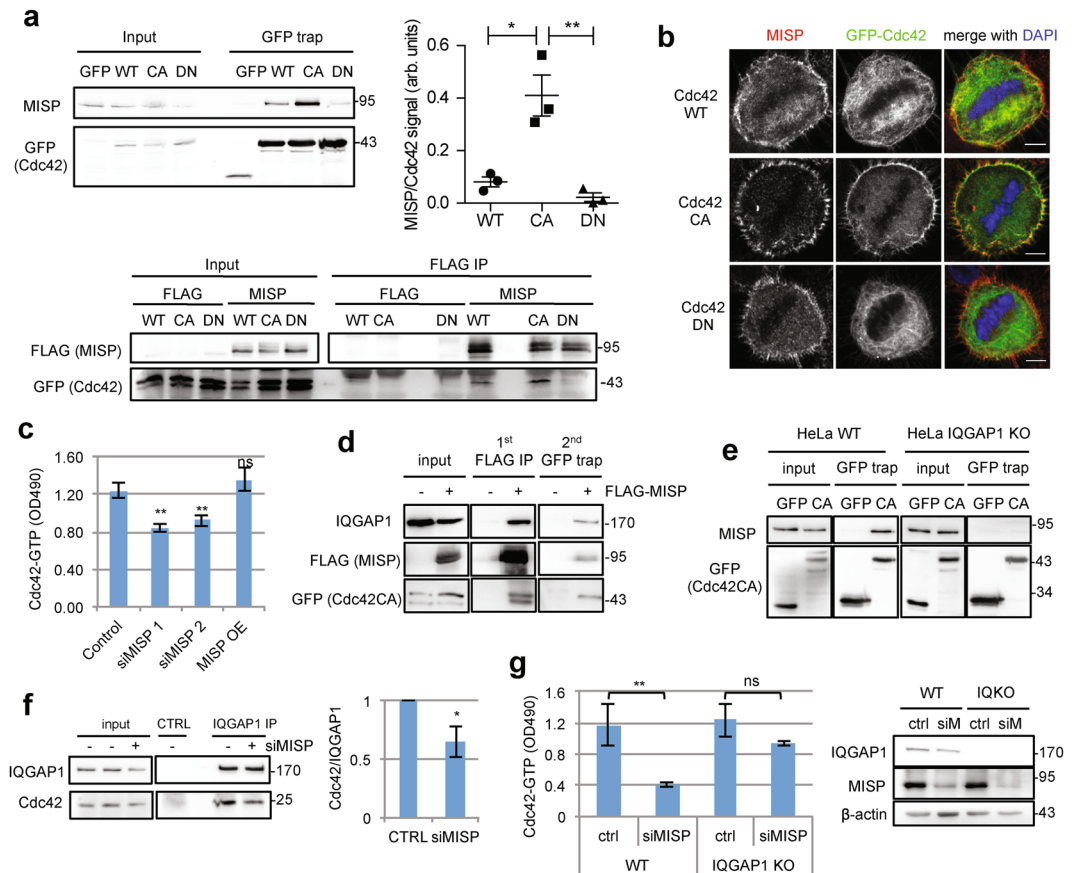 a
Input
GFP trap
GFP WT CA DN
GFP WT CA DN
MISP
-95
GFP
(Cdc42)
-43
MISP/Cdc42 signal (arb. units)
0.6
0.4
0.2
0.0
* **
WT CA DN
Input
FLAG IP
FLAG MISP
FLAG MISP
WT CA DN WT CA DN
WT CA DN WT CA DN
FLAG (MISP)
-95
GFP (Cdc42)
-43
b
MISP GFP-Cdc42 merge with DAPI
Cdc42
WT
Cdc42
CA
Cdc42
DN
c
Cdc42-GTP (OD490)
1.60
1.20
0.80
0.40
0.00
** ** ns
Control siMISP 1 siMISP 2 MISP OE
d
input
1st
FLAG IP
2nd
GFP trap
- + - + - + FLAG-MISP
IQGAP1
-170
FLAG (MISP)
-95
GFP (Cdc42CA)
-43
e
HeLa WT HeLa IQGAP1 KO
input GFP trap input GFP trap
GFP CA GFP CA GFP CA GFP CA
MISP
-95
GFP
(Cdc42CA)
-43
-34
f
input CTRL IQGAP1 IP
- - + - - + siMISP
IQGAP1
-170
Cdc42
-25
Cdc42/IQGAP1
1
0.5
0
*
CTRL siMISP
g
Cdc42-GTP (OD490)
1.6
1.2
0.8
0.4
0
** ns
ctrl siMISP ctrl siMISP
WT IQGAP1 KO
WT IQKO
ctrl siM ctrl siM
IQGAP1
-170
MISP
-95
-72
β-actin
-43